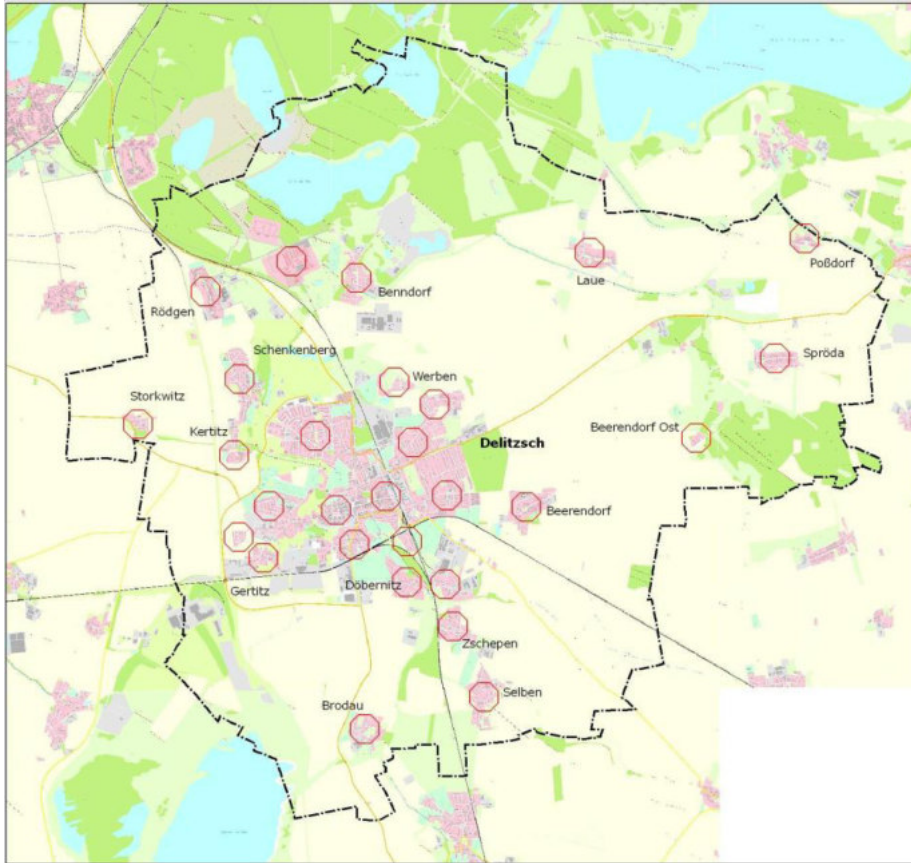 Poßdorf
Laue
Benndorf
Rödgen
Schenkenberg
Spröda
Werben
Storkwitz
Kertitz
Beerendorf Ost
Delitzsch
Beerendorf
Döbernitz
Gertitz
Zschepen
Selben
Brodau